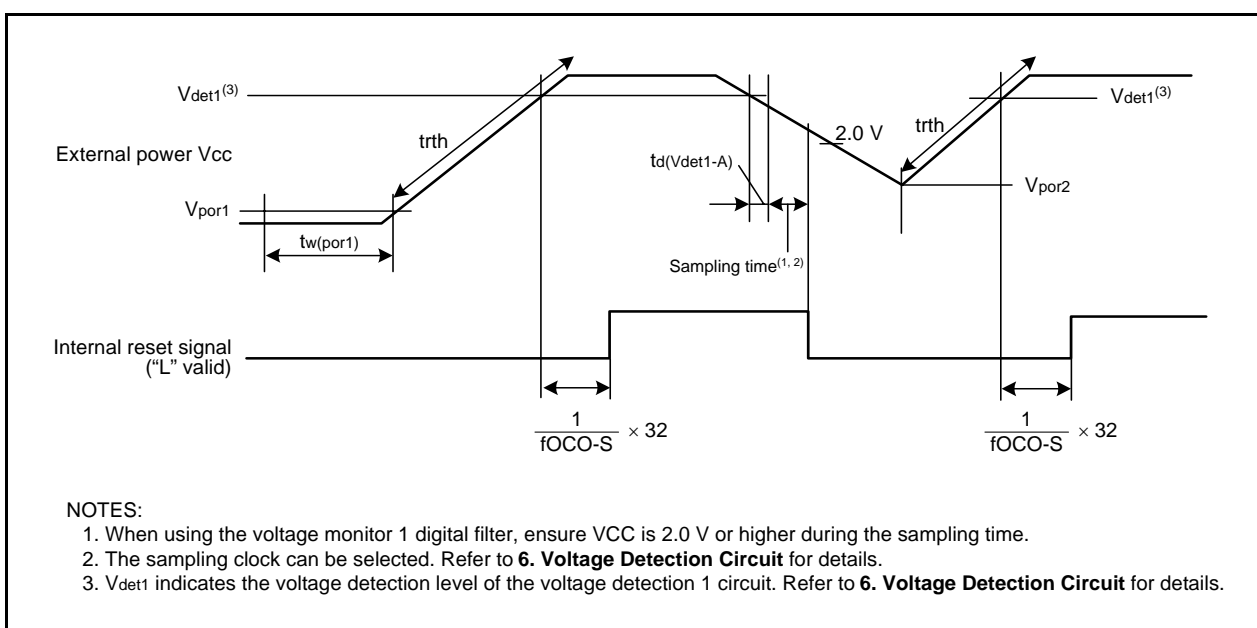 Vdet1(3)
Vdet1(3)
trth
trth
2.0 V
External power Vcc
td(Vdet1-A)
Vpor1
Vpor2
tw(por1)
Sampling time(1, 2)
Internal reset signal
(“L” valid)
1
fOCO-S
× 32
1
fOCO-S
× 32
NOTES:
1. When using the voltage monitor 1 digital filter, ensure VCC is 2.0 V or higher during the sampling time.
2. The sampling clock can be selected. Refer to 6. Voltage Detection Circuit for details.
3. Vdet1 indicates the voltage detection level of the voltage detection 1 circuit. Refer to 6. Voltage Detection Circuit for details.